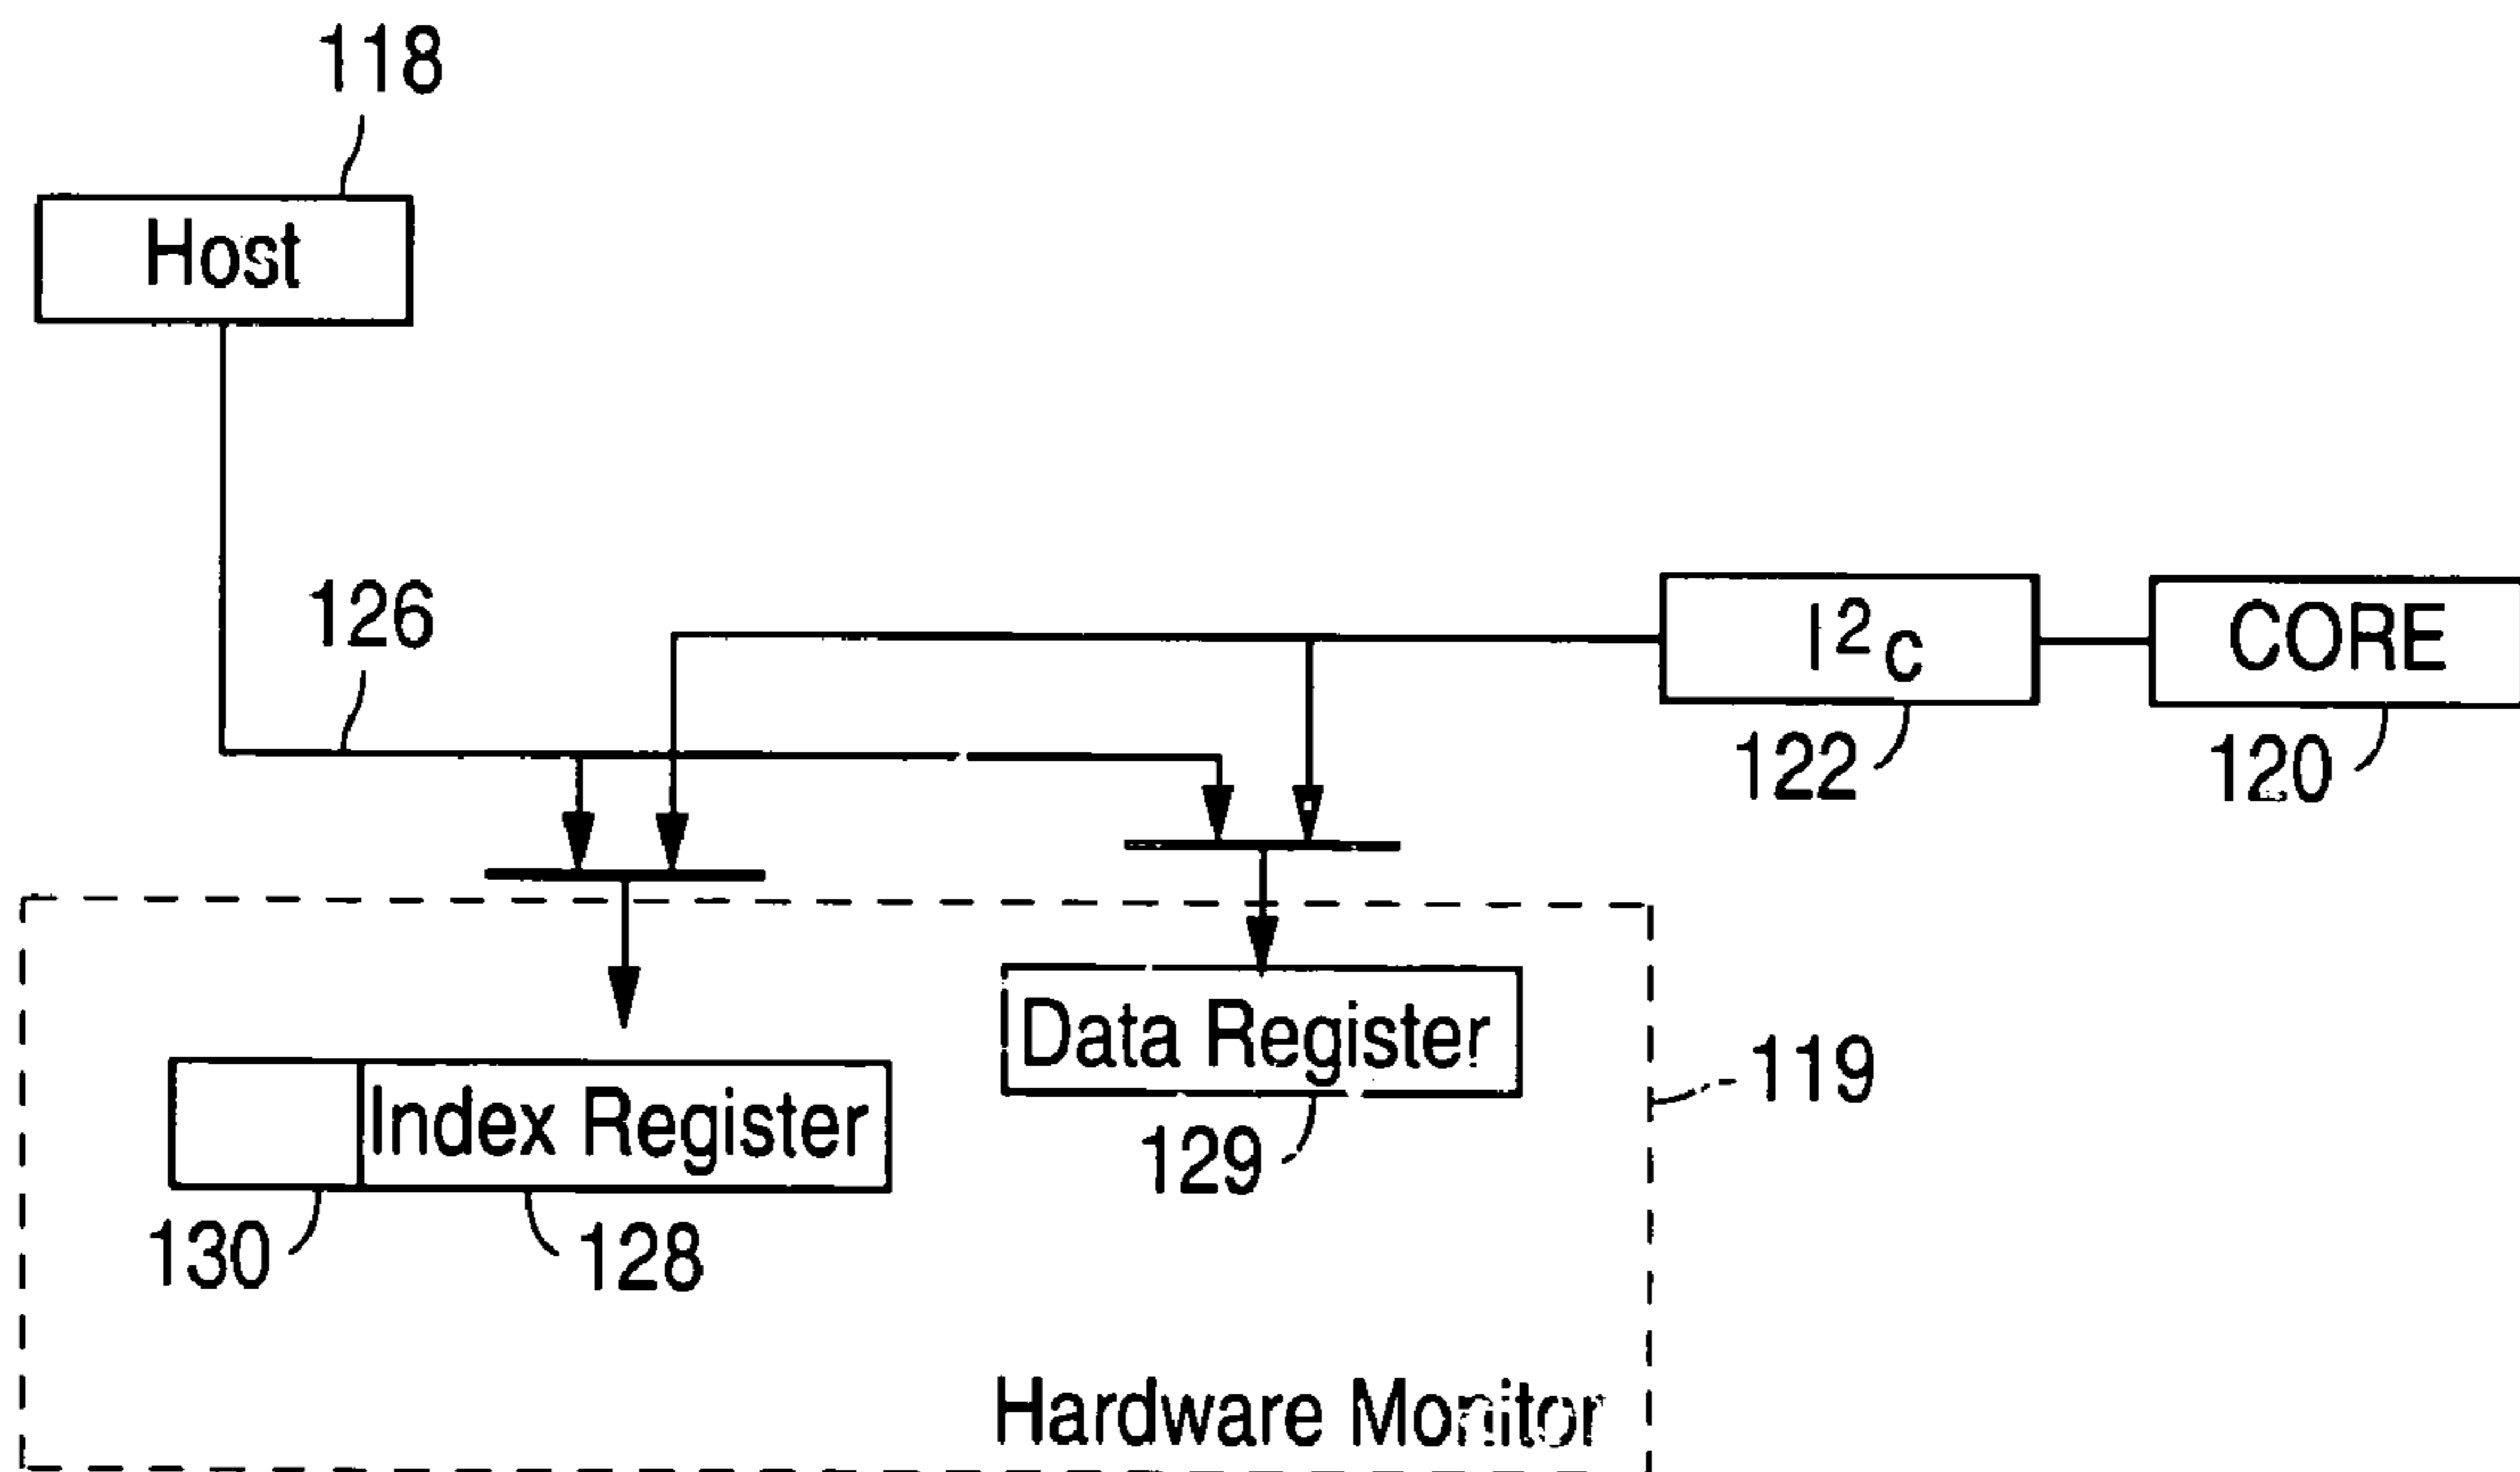 118
Host
126
I²c
CORE
122
120
Data Register
119
Index Register
129
130
128
Hardware Monitor